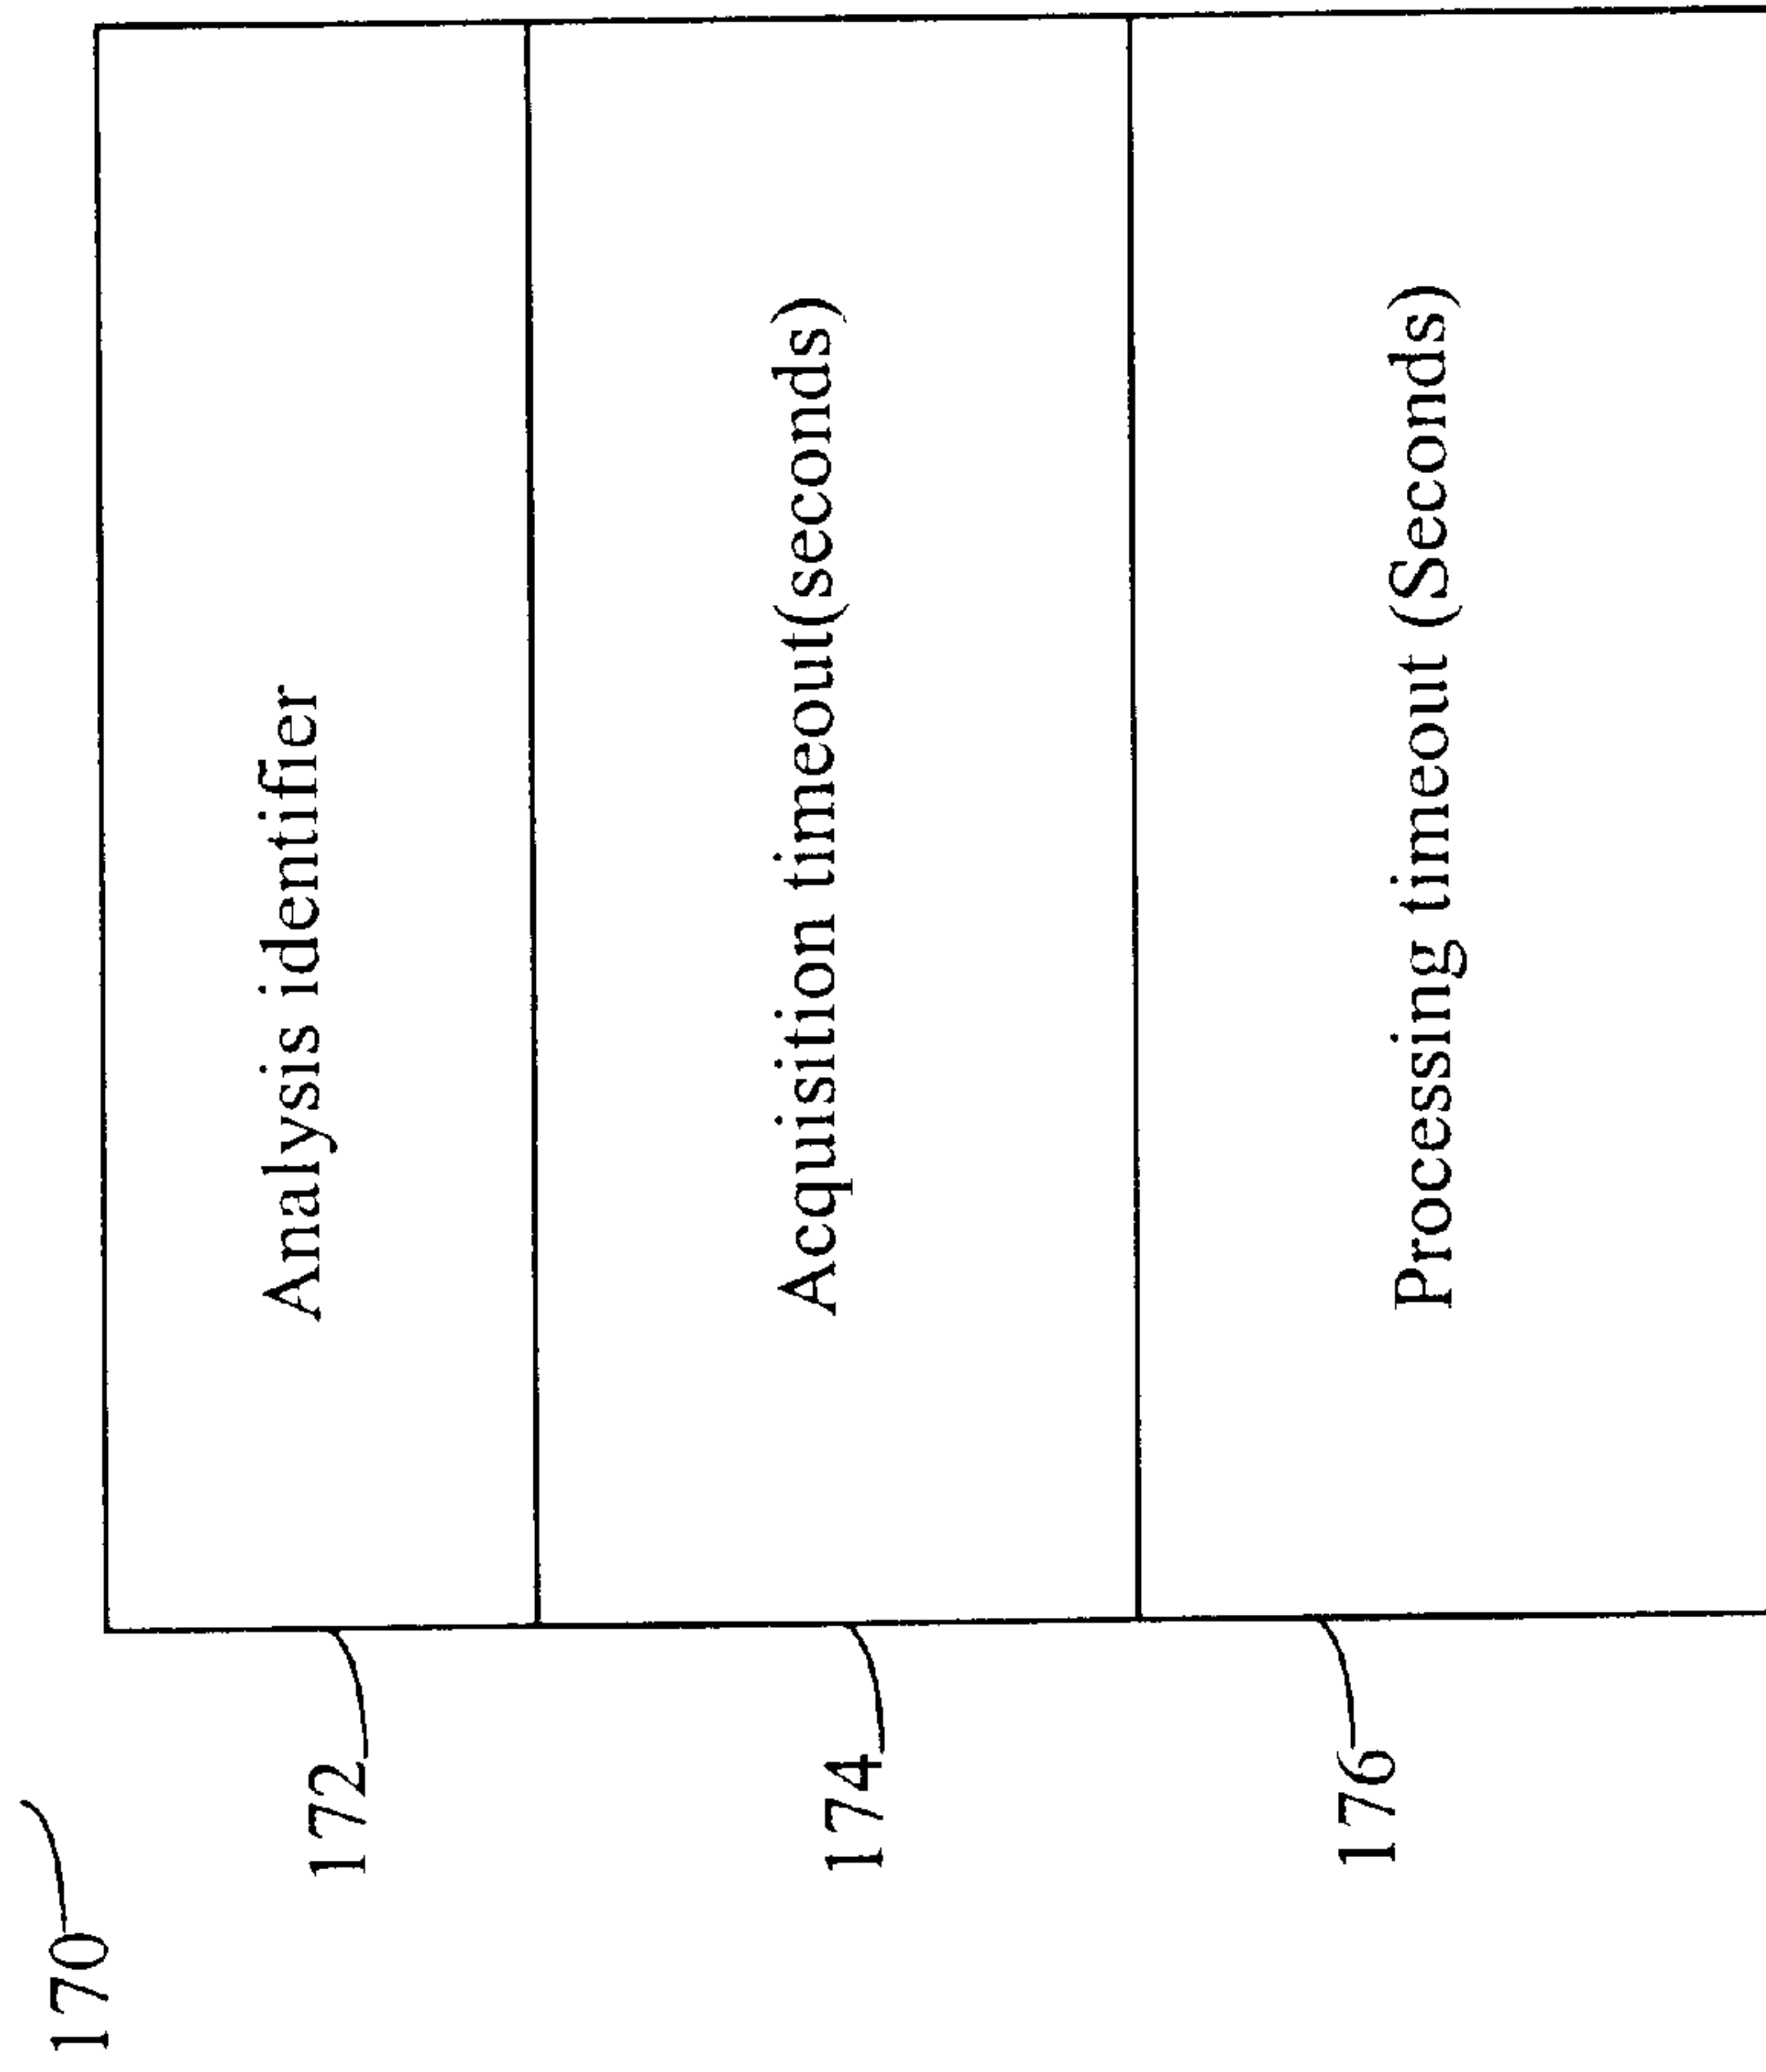 170
172
Analysis identifier
174
Acquisition timeout(seconds)
176
Processing timeout (Seconds)